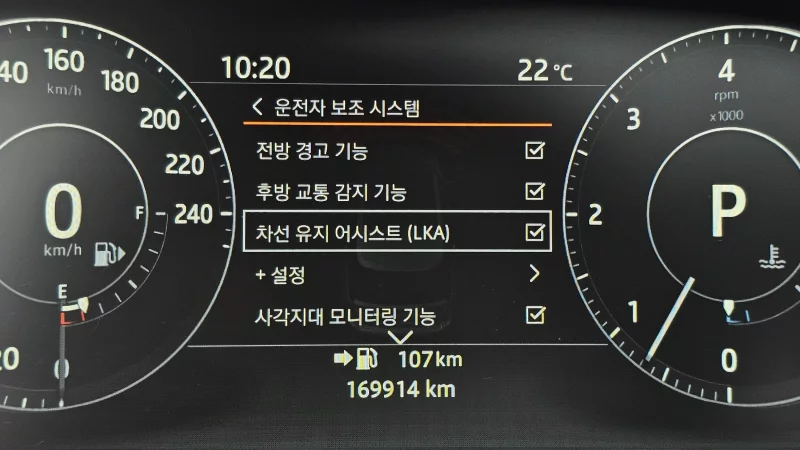 10:20
22 °C
운전자 보조 시스템
전방 경고 기능
후방 교통 감지 기능
차선 유지 어시스트 (LKA)
+ 설정
사각지대 모니터링 기능
107 km
169914 km
160
180
200
220
240
km/h
0
km/h
F
E
20
0
4
rpm
x1000
3
2
1
0
P